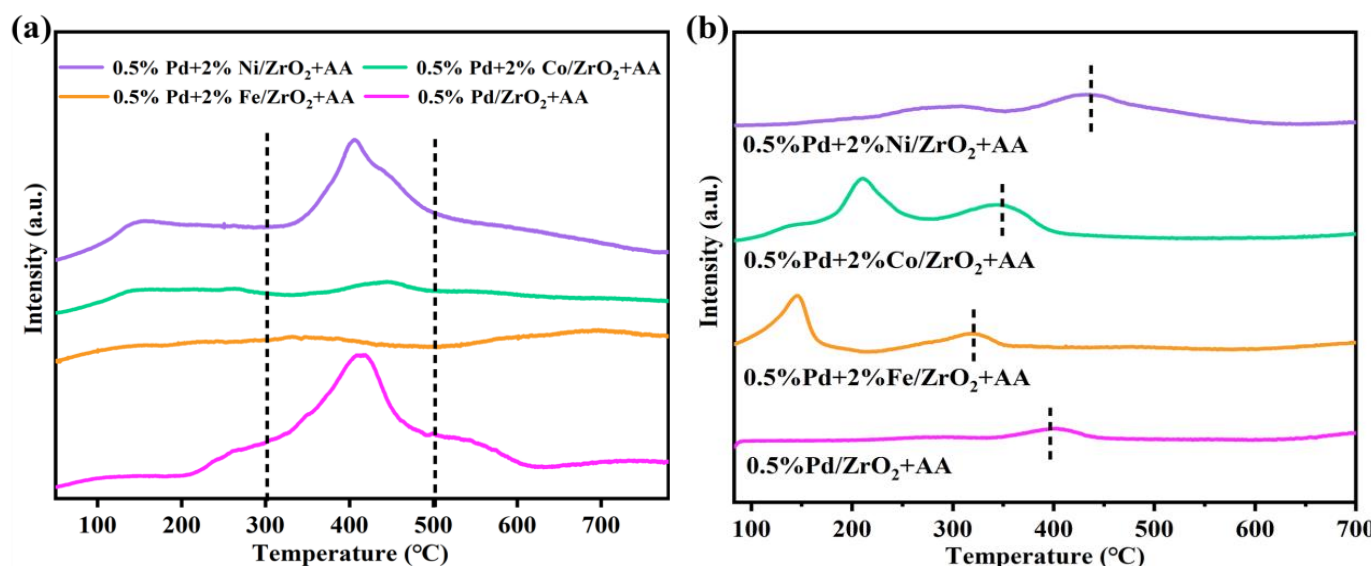 (a)
0.5% Pd+2% Ni/ZrO₂+AA
0.5% Pd+2% Co/ZrO₂+AA
0.5% Pd+2% Fe/ZrO₂+AA
0.5% Pd/ZrO₂+AA
Intensity (a.u.)
100 200 300 400 500 600 700
Temperature (°C)
(b)
0.5%Pd+2%Ni/ZrO₂+AA
0.5%Pd+2%Co/ZrO₂+AA
0.5%Pd+2%Fe/ZrO₂+AA
0.5%Pd/ZrO₂+AA
Intensity (a.u.)
100 200 300 400 500 600 700
Temperature (°C)